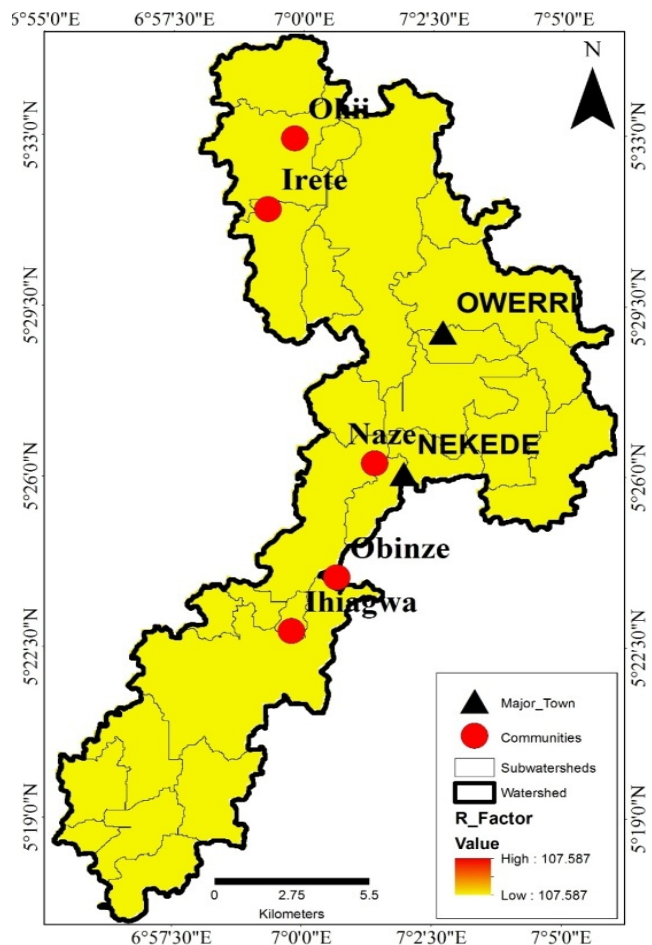 5°55'0"E 6°57'30"E 7°0'0"E 7°2'30"E 7°5'0"E
N
Ohii
5°33'0"N 5°33'0"N
Irete
5°29'30"N 5°29'30"N
OWERRI
Naze NEKEDE
5°26'0"N 5°26'0"N
Obinze
Ihiagwa
5°22'30"N 5°22'30"N
Major_Town
Communities
Subwatersheds
Watershed
R_Factor
Value
High : 107.587
Low : 107.587
5°19'0"N 5°19'0"N
0 2.75 5.5
Kilometers
6°57'30"E 7°0'0"E 7°2'30"E 7°5'0"E